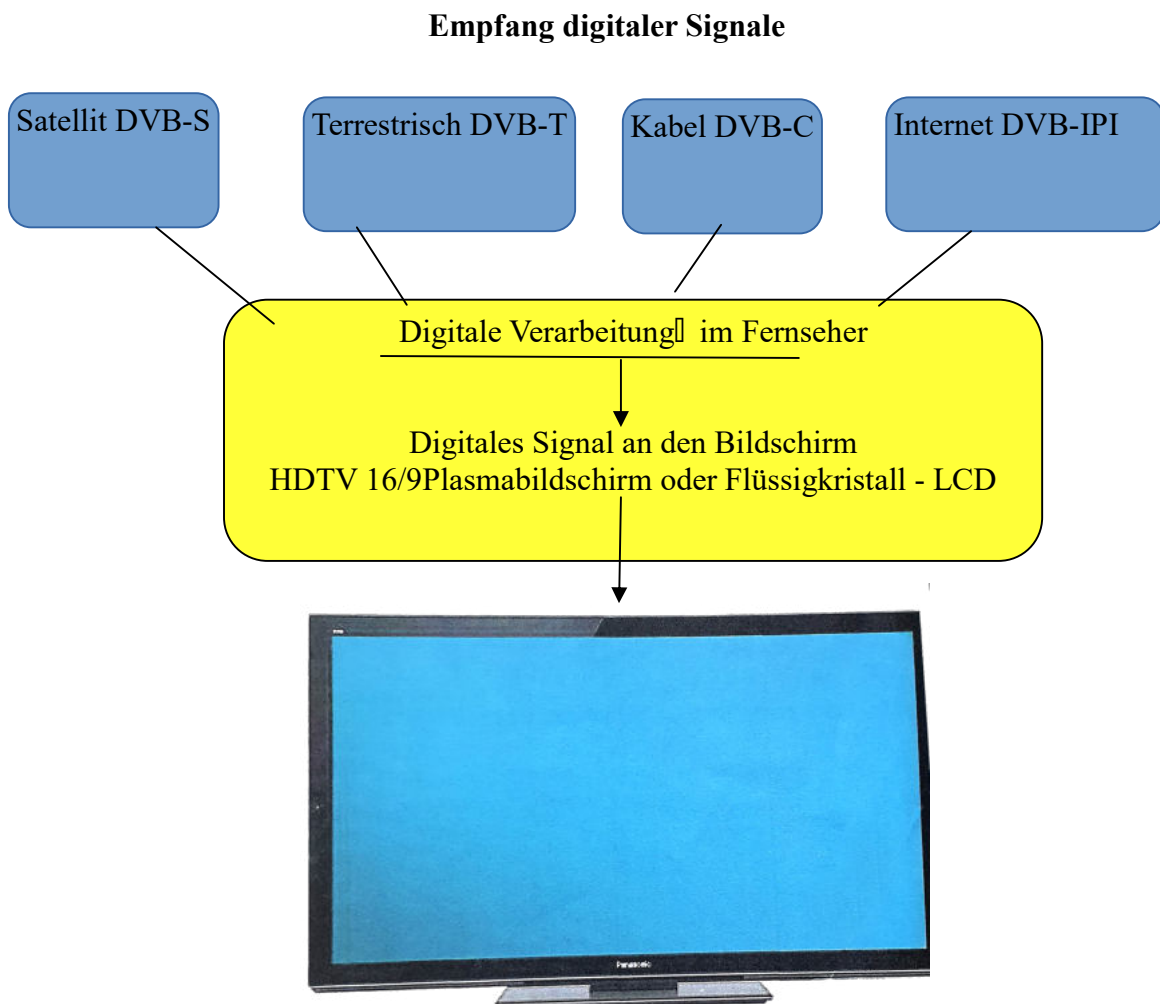 Empfang digitaler Signale
Satellit DVB-S
Terrestrisch DVB-T
Kabel DVB-C
Internet DVB-IPI
Digitale Verarbeitung▯ im Fernseher
Digitales Signal an den Bildschirm
HDTV 16/9Plasmabildschirm oder Flüssigkristall - LCD
Panasonic